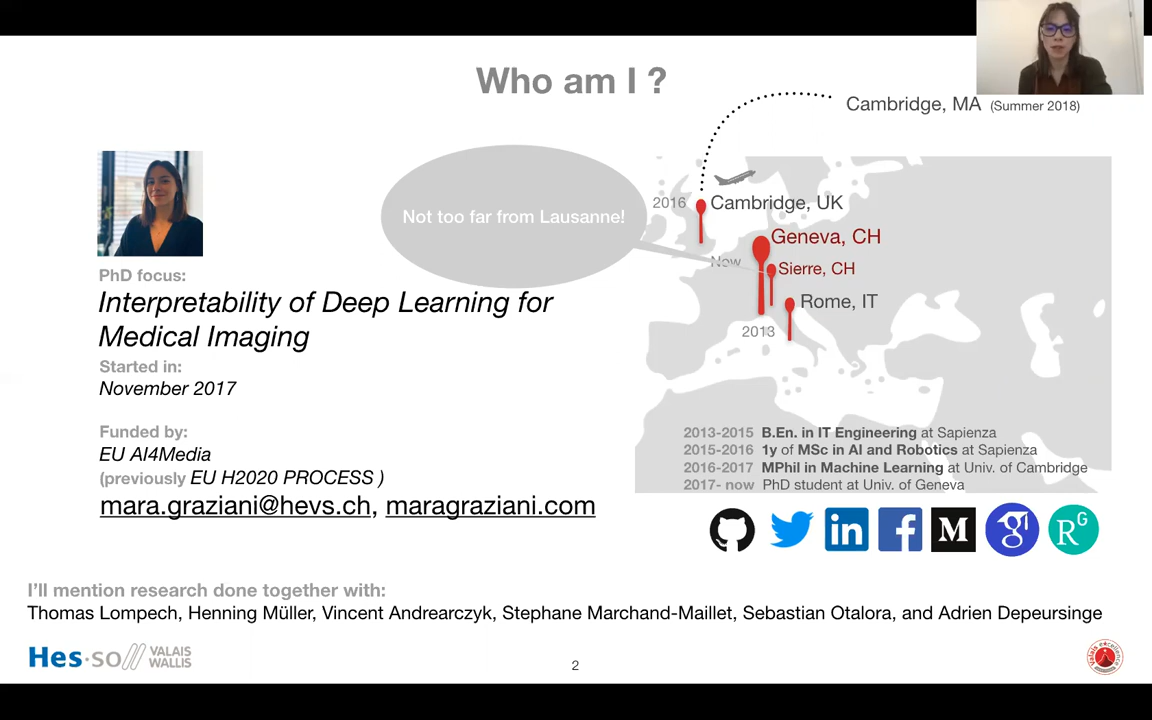 Who am I ?
Cambridge, MA (Summer 2018)
Not too far from Lausanne!
2016 Cambridge, UK
Geneva, CH
Now
Sierre, CH
Rome, IT
2013
PhD focus:
Interpretability of Deep Learning for
Medical Imaging
Started in:
November 2017
Funded by:
EU AI4Media
(previously EU H2020 PROCESS )
mara.graziani@hevs.ch, maragraziani.com
2013-2015 B.En. in IT Engineering at Sapienza
2015-2016 1y of MSc in AI and Robotics at Sapienza
2016-2017 MPhil in Machine Learning at Univ. of Cambridge
2017- now PhD student at Univ. of Geneva
in f M g RG
I'll mention research done together with:
Thomas Lompech, Henning Müller, Vincent Andrearczyk, Stephane Marchand-Maillet, Sebastian Otalora, and Adrien Depeursinge
Hes·so VALAIS
WALLIS
2
Valais excellence